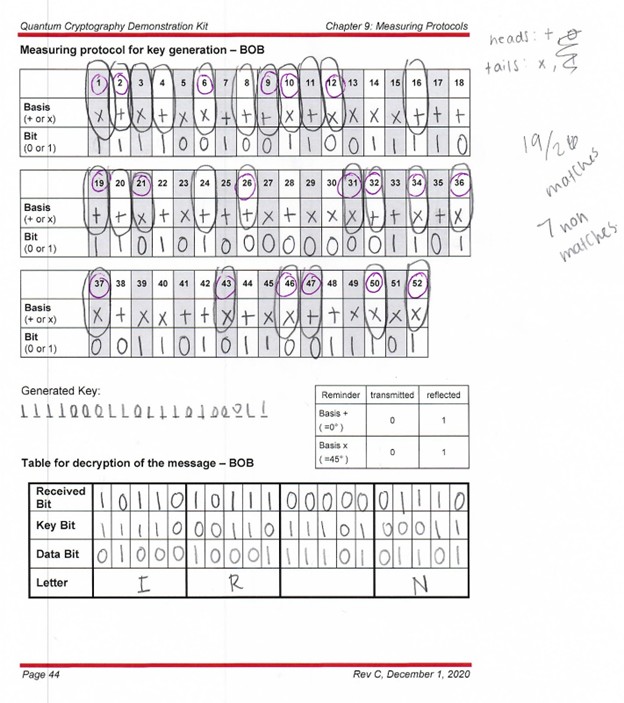 Quantum Cryptography Demonstration Kit Chapter 9: Measuring Protocols
heads: +
tails: x,
Measuring protocol for key generation – BOB
1 2 3 4 5 6 7 8 9 10 11 12 13 14 15 16 17 18
Basis (+ or x) x + x + x x + + + x + x x x x + + +
Bit (0 or 1) 1 1 1 1 0 0 1 0 0 1 1 0 0 1 1 1 1 0
19/26
matches
7 non
matches
19 20 21 22 23 24 25 26 27 28 29 30 31 32 33 34 35 36
Basis (+ or x) + + x + x x + + x + x x x + + x + x
Bit (0 or 1) 1 1 0 1 0 1 0 0 0 0 0 0 0 0 1 1 0 1
37 38 39 40 41 42 43 44 45 46 47 48 49 50 51 52
Basis (+ or x) x + x x + + x + x x + + x x x x
Bit (0 or 1) 0 0 1 1 0 1 0 1 1 0 0 1 1 1 0 1
Generated Key:
Reminder transmitted reflected
Basis + (=0°) 0 1
Basis x (=45°) 0 1
Table for decryption of the message – BOB
Received Bit 1 0 1 1 0 1 0 1 1 1 0 0 0 0 0 0 1 1 1 0
Key Bit 1 1 1 1 0 0 0 1 1 0 1 1 1 0 1 0 0 0 1 1
Data Bit 0 1 0 0 0 1 0 0 0 1 1 1 1 0 1 0 1 1 0 1
Letter I R N
Page 44 Rev C, December 1, 2020